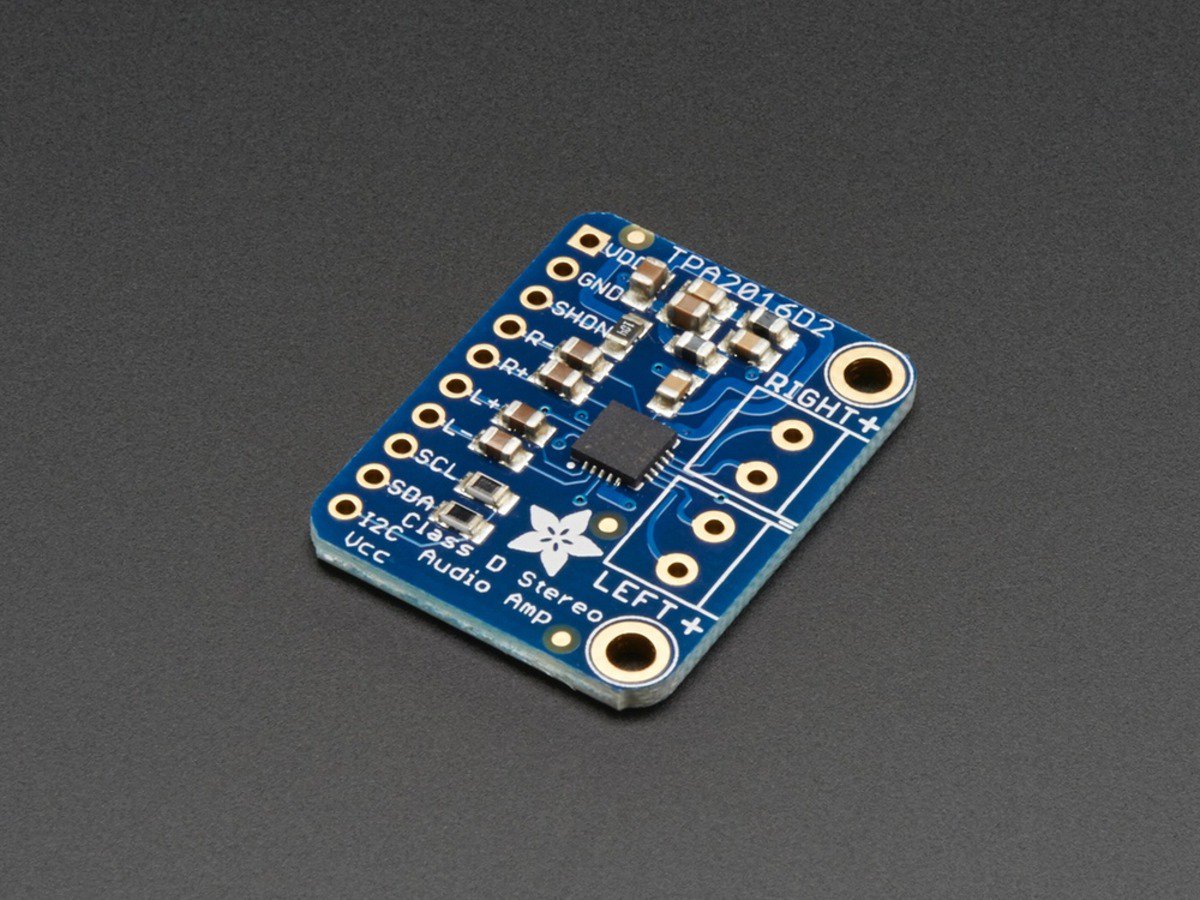 VDD
TPA2016D2
GND
SHDN
R-
R+
L+
L-
SCL
SDA
I2C
Vcc
RIGHT+
-
LEFT+
Class D Stereo
Audio Amp